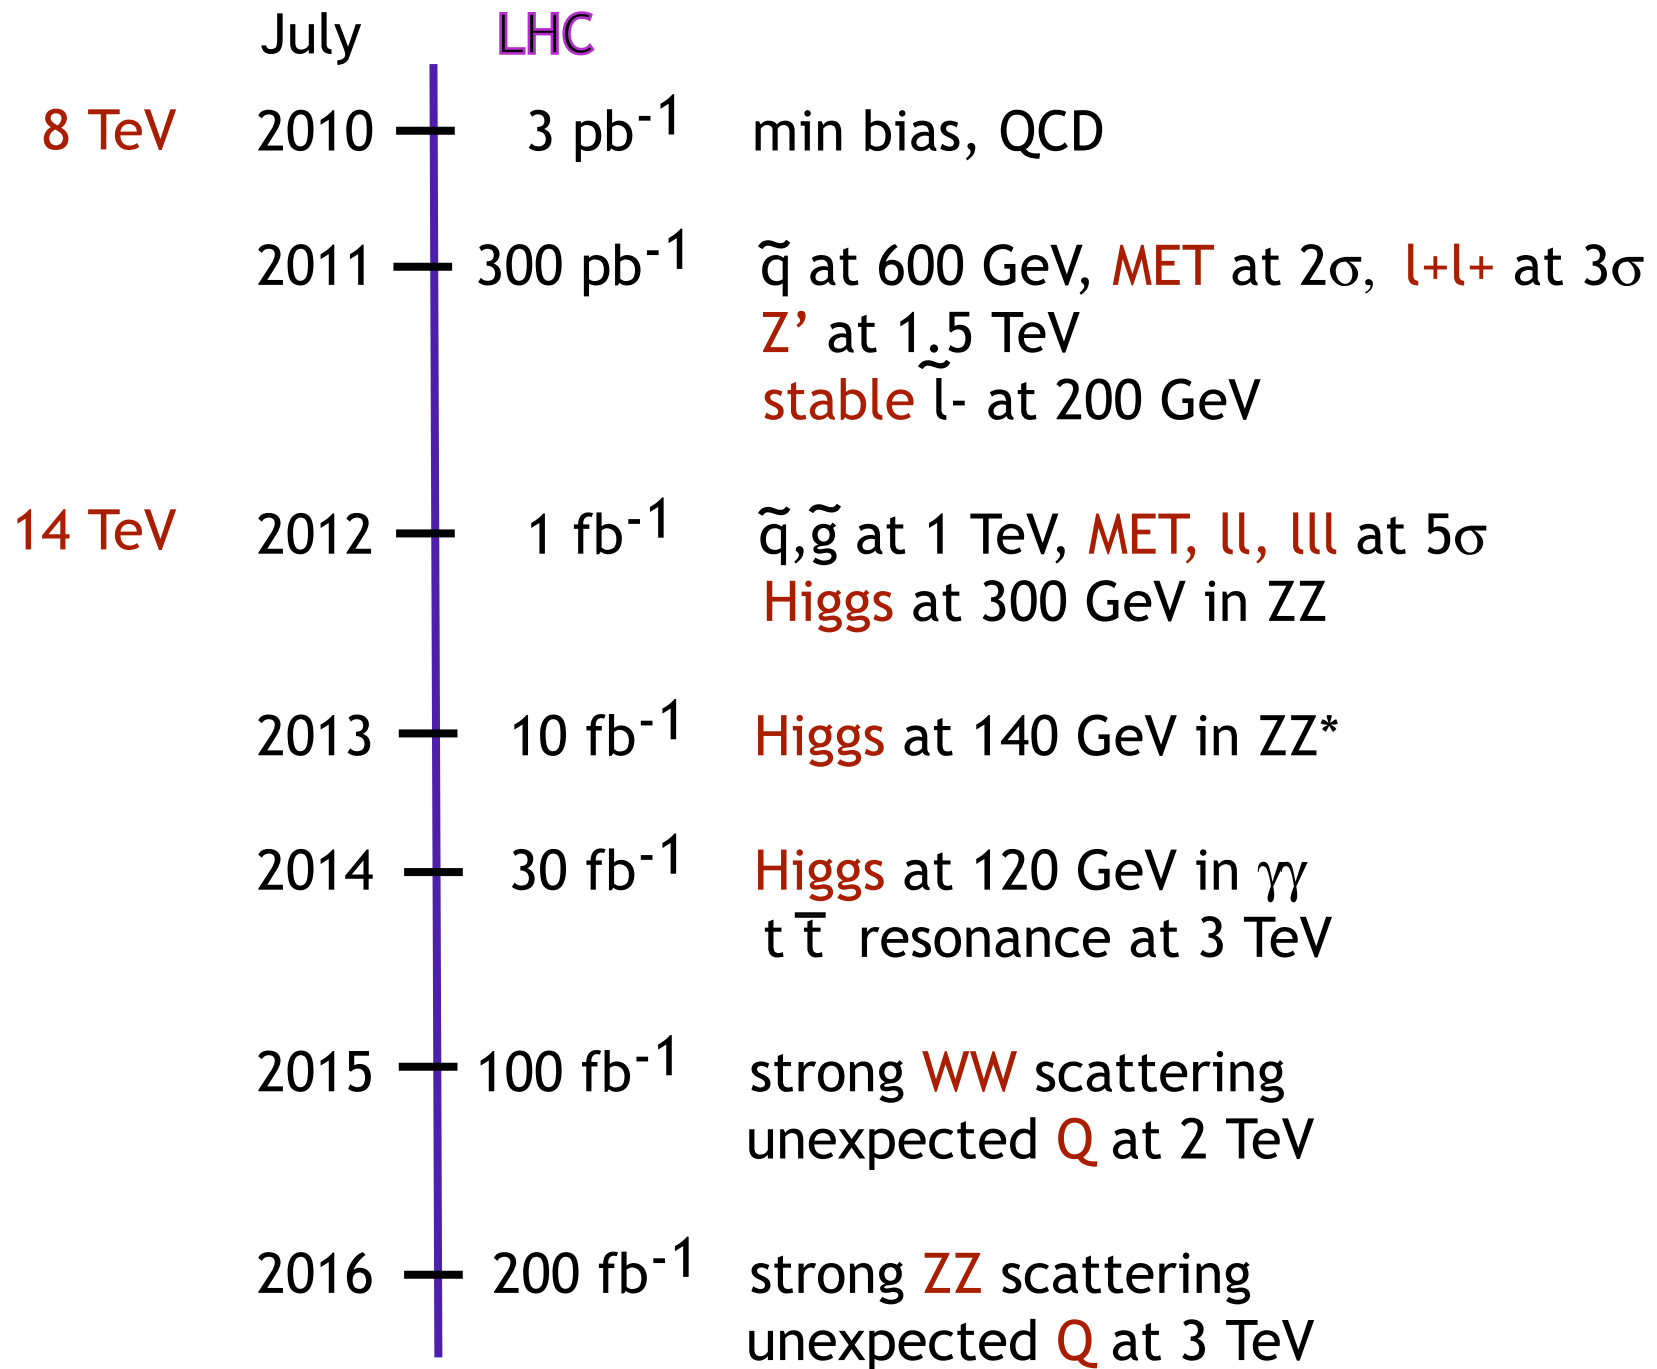 July LHC
8 TeV 2010 3 pb⁻¹ min bias, QCD
2011 300 pb⁻¹ q̃ at 600 GeV, MET at 2σ, l+l+ at 3σ
Z’ at 1.5 TeV
stable l̃- at 200 GeV
14 TeV 2012 1 fb⁻¹ q̃,g̃ at 1 TeV, MET, ll, lll at 5σ
Higgs at 300 GeV in ZZ
2013 10 fb⁻¹ Higgs at 140 GeV in ZZ*
2014 30 fb⁻¹ Higgs at 120 GeV in γγ
t t̅ resonance at 3 TeV
2015 100 fb⁻¹ strong WW scattering
unexpected Q at 2 TeV
2016 200 fb⁻¹ strong ZZ scattering
unexpected Q at 3 TeV